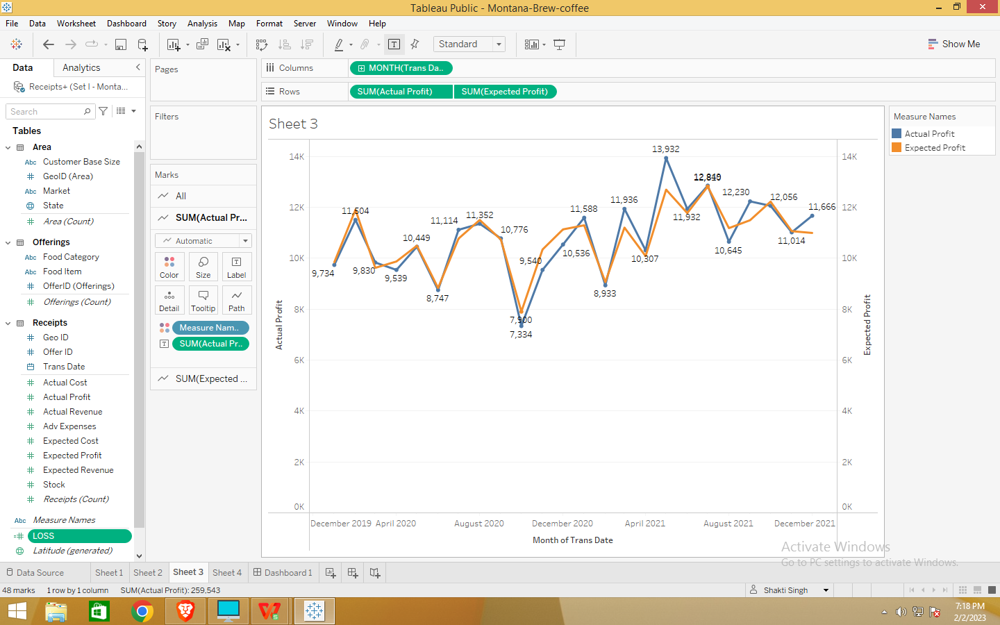 Tableau Public - Montana-Brew-coffee
File Data Worksheet Dashboard Story Analysis Map Format Server Window Help
Standard
Show Me
Data Analytics
Receipts+ (Set I - Monta...
Search
Tables
Area
Abc Customer Base Size
GeoID (Area)
Abc Market
State
Area (Count)
Offerings
Abc Food Category
Abc Food Item
OfferID (Offerings)
Offerings (Count)
Receipts
Geo ID
Offer ID
Trans Date
Actual Cost
Actual Profit
Actual Revenue
Adv Expenses
Expected Cost
Expected Profit
Expected Revenue
Stock
Receipts (Count)
Abc Measure Names
LOSS
Latitude (generated)
Pages
Filters
Marks
All
SUM(Actual Pr...
Automatic
Color Size Label
Detail Tooltip Path
Measure Nam..
SUM(Actual Pr..
SUM(Expected ...
Columns MONTH(Trans Da..
Rows SUM(Actual Profit) SUM(Expected Profit)
Sheet 3
Actual Profit
14K
12K
10K
8K
6K
4K
2K
0K
9,734
11,504
9,830
9,539
10,449
8,747
11,114
11,352
10,776
7,900
7,334
9,540
10,536
11,588
8,933
11,936
10,307
13,932
11,932
10,645
12,230
12,056
11,014
11,666
14K
12K
10K
8K
6K
4K
2K
0K
Expected Profit
December 2019 April 2020 August 2020 December 2020 April 2021 August 2021 December 2021
Month of Trans Date
Measure Names
Actual Profit
Expected Profit
Activate Windows
Go to PC settings to activate Windows.
Data Source Sheet 1 Sheet 2 Sheet 3 Sheet 4 Dashboard 1
48 marks 1 row by 1 column SUM(Actual Profit): 259,543
Shakti Singh
7:18 PM
2/2/2023